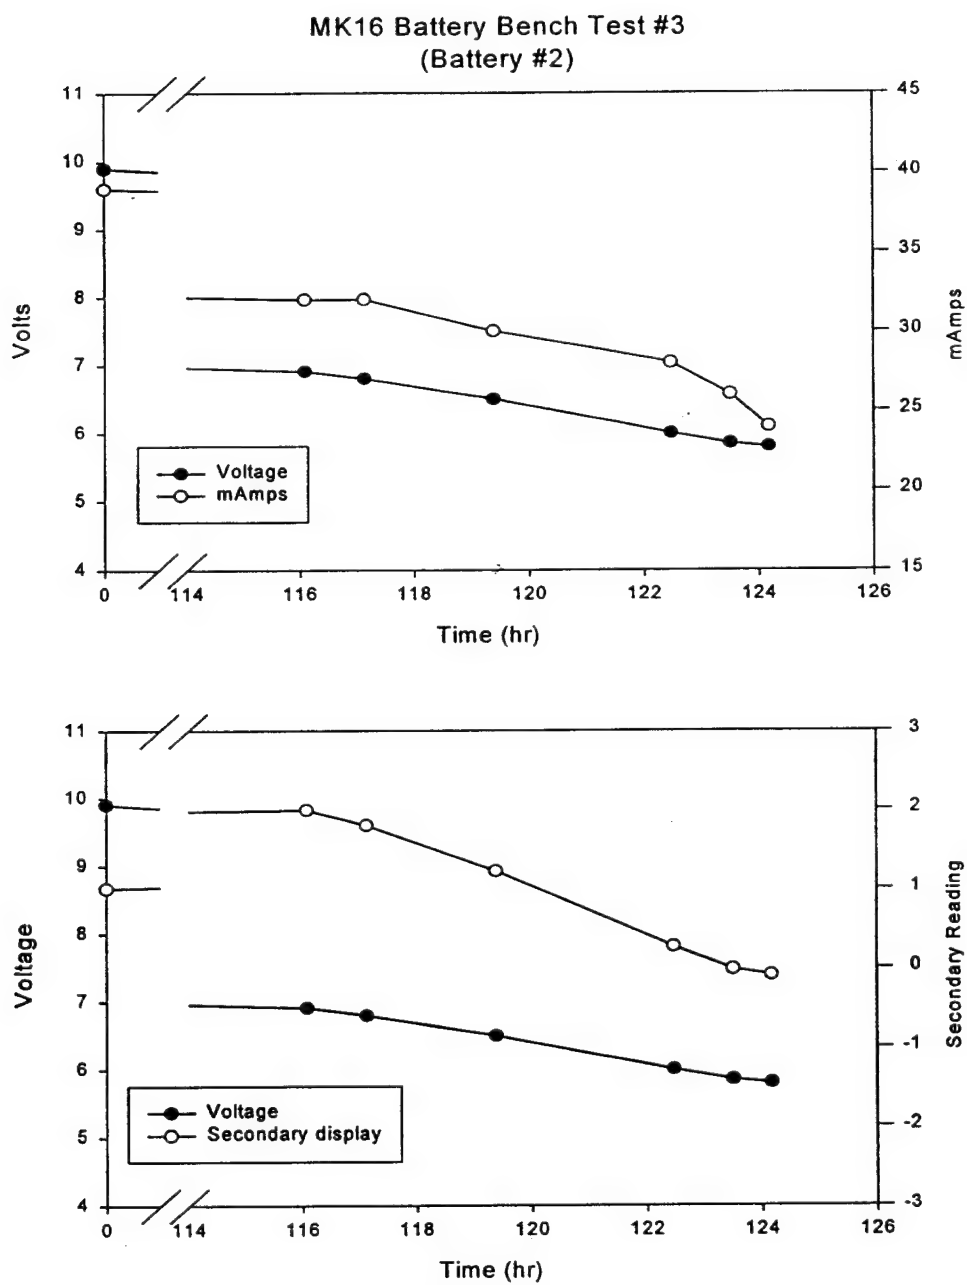 MK16 Battery Bench Test #3
(Battery #2)
11
10
9
8
7
6
5
4
Volts
45
40
35
30
25
20
15
mAmps
Voltage
mAmps
0 114 116 118 120 122 124 126
Time (hr)
11
10
9
8
7
6
5
4
Voltage
3
2
1
0
-1
-2
-3
Secondary Reading
Voltage
Secondary display
0 114 116 118 120 122 124 126
Time (hr)